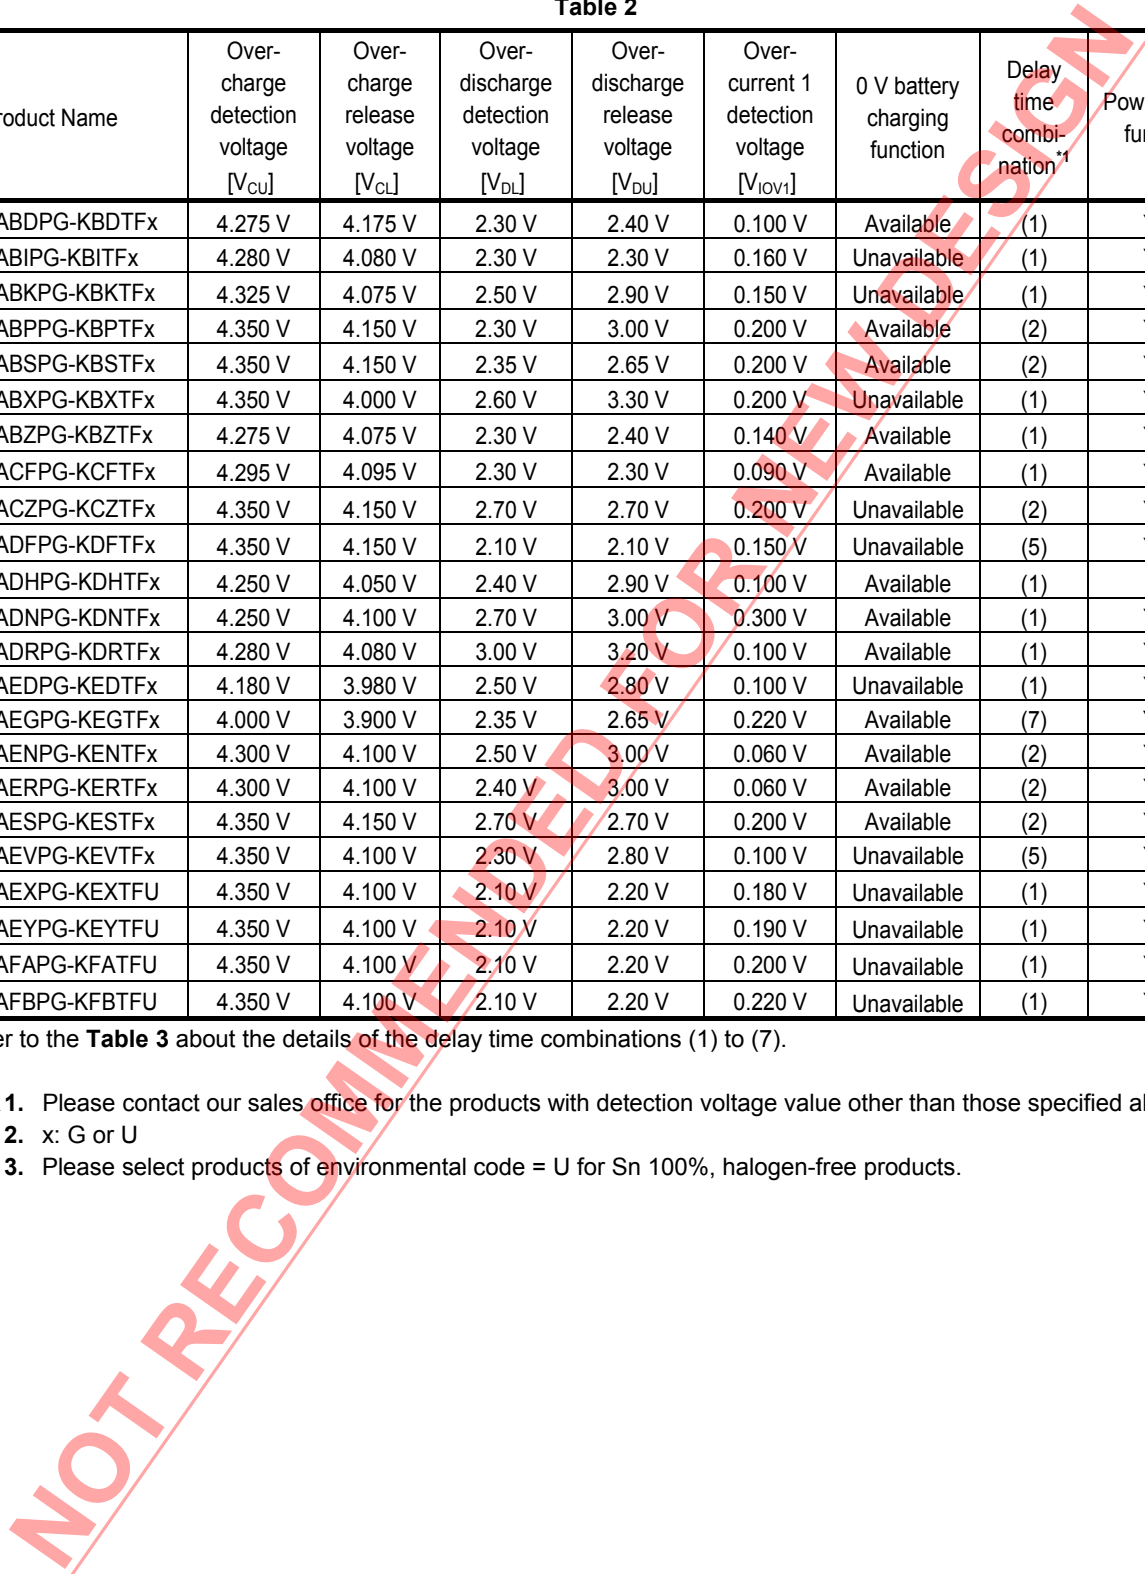 Table 2
roduct Name | Over-charge detection voltage [VCU] | Over-charge release voltage [VCL] | Over-discharge detection voltage [VDL] | Over-discharge release voltage [VDU] | Over-current 1 detection voltage [VIOV1] | 0 V battery charging function | Delay time combi-nation*1 | Pow fur
ABDPG-KBDTFx 4.275 V 4.175 V 2.30 V 2.40 V 0.100 V Available (1)
ABIPG-KBITFx 4.280 V 4.080 V 2.30 V 2.30 V 0.160 V Unavailable (1)
ABKPG-KBKTFx 4.325 V 4.075 V 2.50 V 2.90 V 0.150 V Unavailable (1)
ABPPG-KBPTFx 4.350 V 4.150 V 2.30 V 3.00 V 0.200 V Available (2)
ABSPG-KBSTFx 4.350 V 4.150 V 2.35 V 2.65 V 0.200 V Available (2)
ABXPG-KBXTFx 4.350 V 4.000 V 2.60 V 3.30 V 0.200 V Unavailable (1)
ABZPG-KBZTFx 4.275 V 4.075 V 2.30 V 2.40 V 0.140 V Available (1)
ACFPG-KCFTFx 4.295 V 4.095 V 2.30 V 2.30 V 0.090 V Available (1)
ACZPG-KCZTFx 4.350 V 4.150 V 2.70 V 2.70 V 0.200 V Unavailable (2)
ADFPG-KDFTFx 4.350 V 4.150 V 2.10 V 2.10 V 0.150 V Unavailable (5)
ADHPG-KDHTFx 4.250 V 4.050 V 2.40 V 2.90 V 0.100 V Available (1)
ADNPG-KDNTFx 4.250 V 4.100 V 2.70 V 3.00 V 0.300 V Available (1)
ADRPG-KDRTFx 4.280 V 4.080 V 3.00 V 3.20 V 0.100 V Available (1)
AEDPG-KEDTFx 4.180 V 3.980 V 2.50 V 2.80 V 0.100 V Unavailable (1)
AEGPG-KEGTFx 4.000 V 3.900 V 2.35 V 2.65 V 0.220 V Available (7)
AENPG-KENTFx 4.300 V 4.100 V 2.50 V 3.00 V 0.060 V Available (2)
AERPG-KERTFx 4.300 V 4.100 V 2.40 V 3.00 V 0.060 V Available (2)
AESPG-KESTFx 4.350 V 4.150 V 2.70 V 2.70 V 0.200 V Available (2)
AEVPG-KEVTFx 4.350 V 4.100 V 2.30 V 2.80 V 0.100 V Unavailable (5)
AEXPG-KEXTFU 4.350 V 4.100 V 2.10 V 2.20 V 0.180 V Unavailable (1)
AEYPG-KEYTFU 4.350 V 4.100 V 2.10 V 2.20 V 0.190 V Unavailable (1)
AFAPG-KFATFU 4.350 V 4.100 V 2.10 V 2.20 V 0.200 V Unavailable (1)
AFBPG-KFBTFU 4.350 V 4.100 V 2.10 V 2.20 V 0.220 V Unavailable (1)
er to the Table 3 about the details of the delay time combinations (1) to (7).
1. Please contact our sales office for the products with detection voltage value other than those specified a
2. x: G or U
3. Please select products of environmental code = U for Sn 100%, halogen-free products.
NOT RECOMMENDED FOR NEW DESIGN